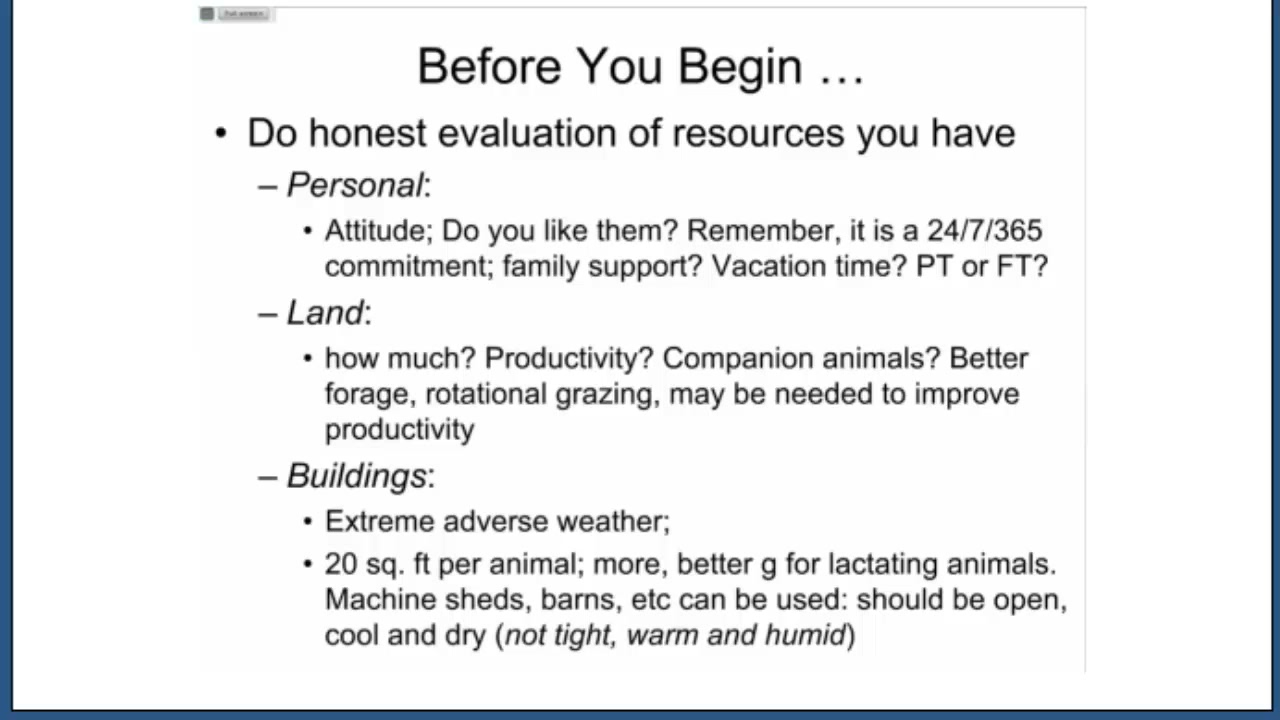 Before You Begin …
• Do honest evaluation of resources you have
– Personal:
• Attitude; Do you like them? Remember, it is a 24/7/365
commitment; family support? Vacation time? PT or FT?
– Land:
• how much? Productivity? Companion animals? Better
forage, rotational grazing, may be needed to improve
productivity
– Buildings:
• Extreme adverse weather;
• 20 sq. ft per animal; more, better g for lactating animals.
Machine sheds, barns, etc can be used: should be open,
cool and dry (not tight, warm and humid)